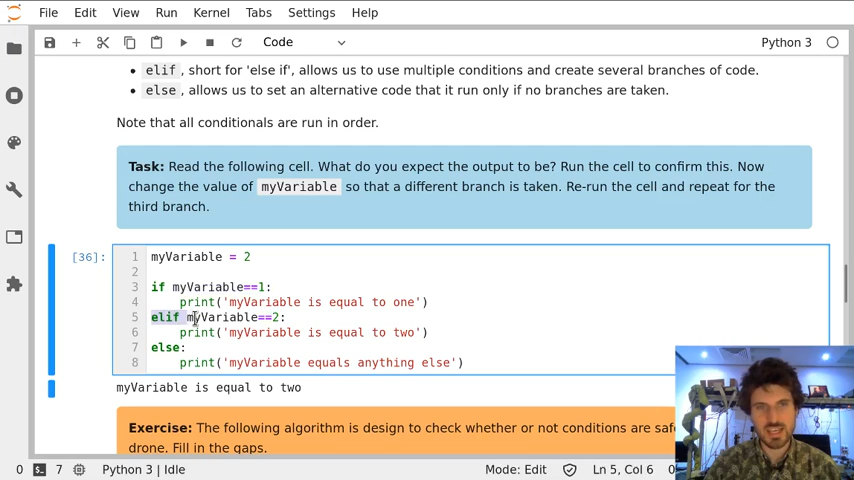 File Edit View Run Kernel Tabs Settings Help
Code Python 3
elif, short for 'else if', allows us to use multiple conditions and create several branches of code.
else, allows us to set an alternative code that it run only if no branches are taken.
Note that all conditionals are run in order.
Task: Read the following cell. What do you expect the output to be? Run the cell to confirm this. Now
change the value of myVariable so that a different branch is taken. Re-run the cell and repeat for the
third branch.
[36]: 1 myVariable = 2
2
3 if myVariable==1:
4 print('myVariable is equal to one')
5 elif myVariable==2:
6 print('myVariable is equal to two')
7 else:
8 print('myVariable equals anything else')
myVariable is equal to two
Exercise: The following algorithm is design to check whether or not conditions are saf
drone. Fill in the gaps.
0 7 Python 3 | Idle Mode: Edit Ln 5, Col 6